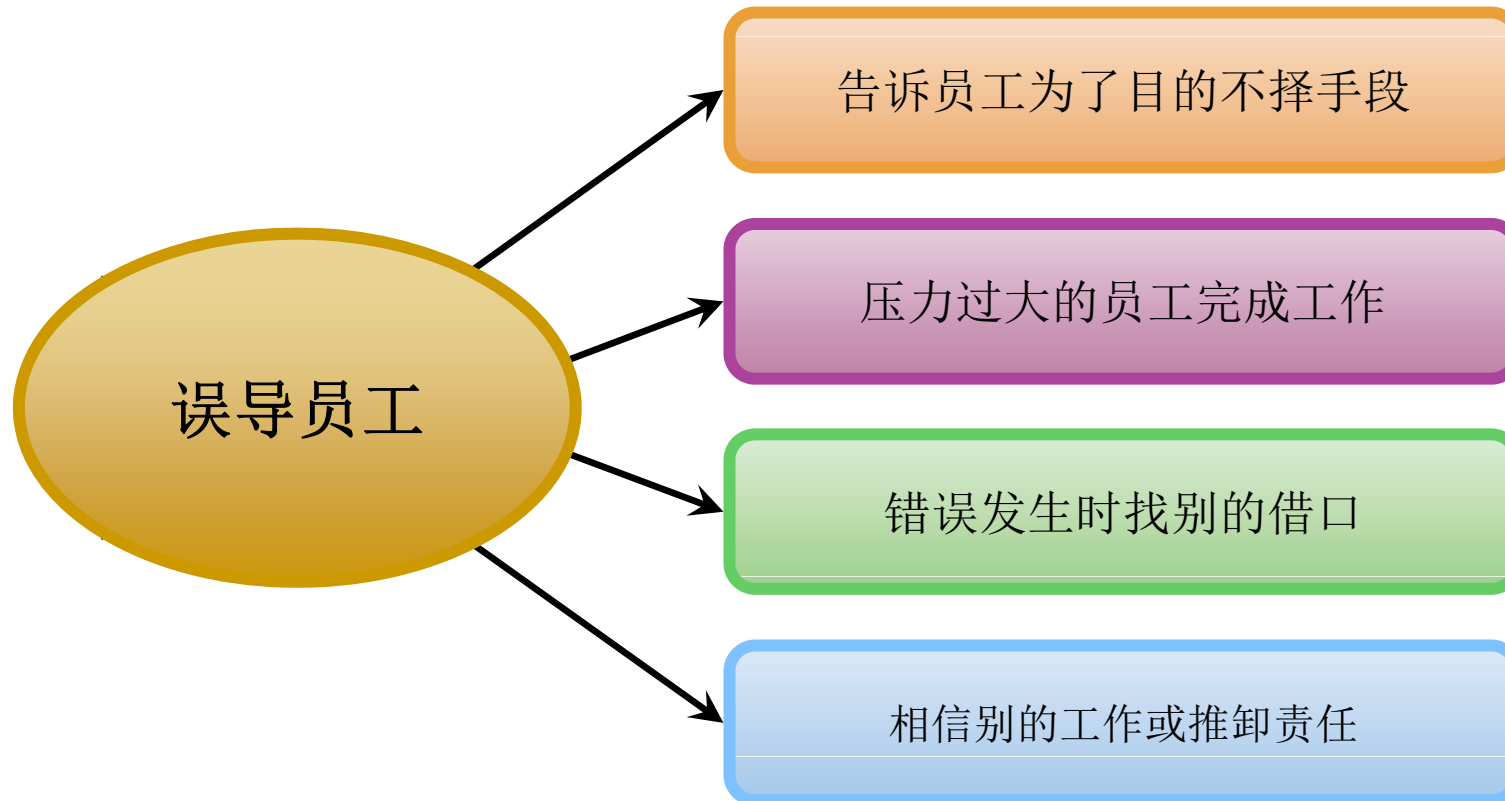 告诉员工为了目的不择手段
压力过大的员工完成工作
误导员工
错误发生时找别的借口
相信别的工作或推卸责任